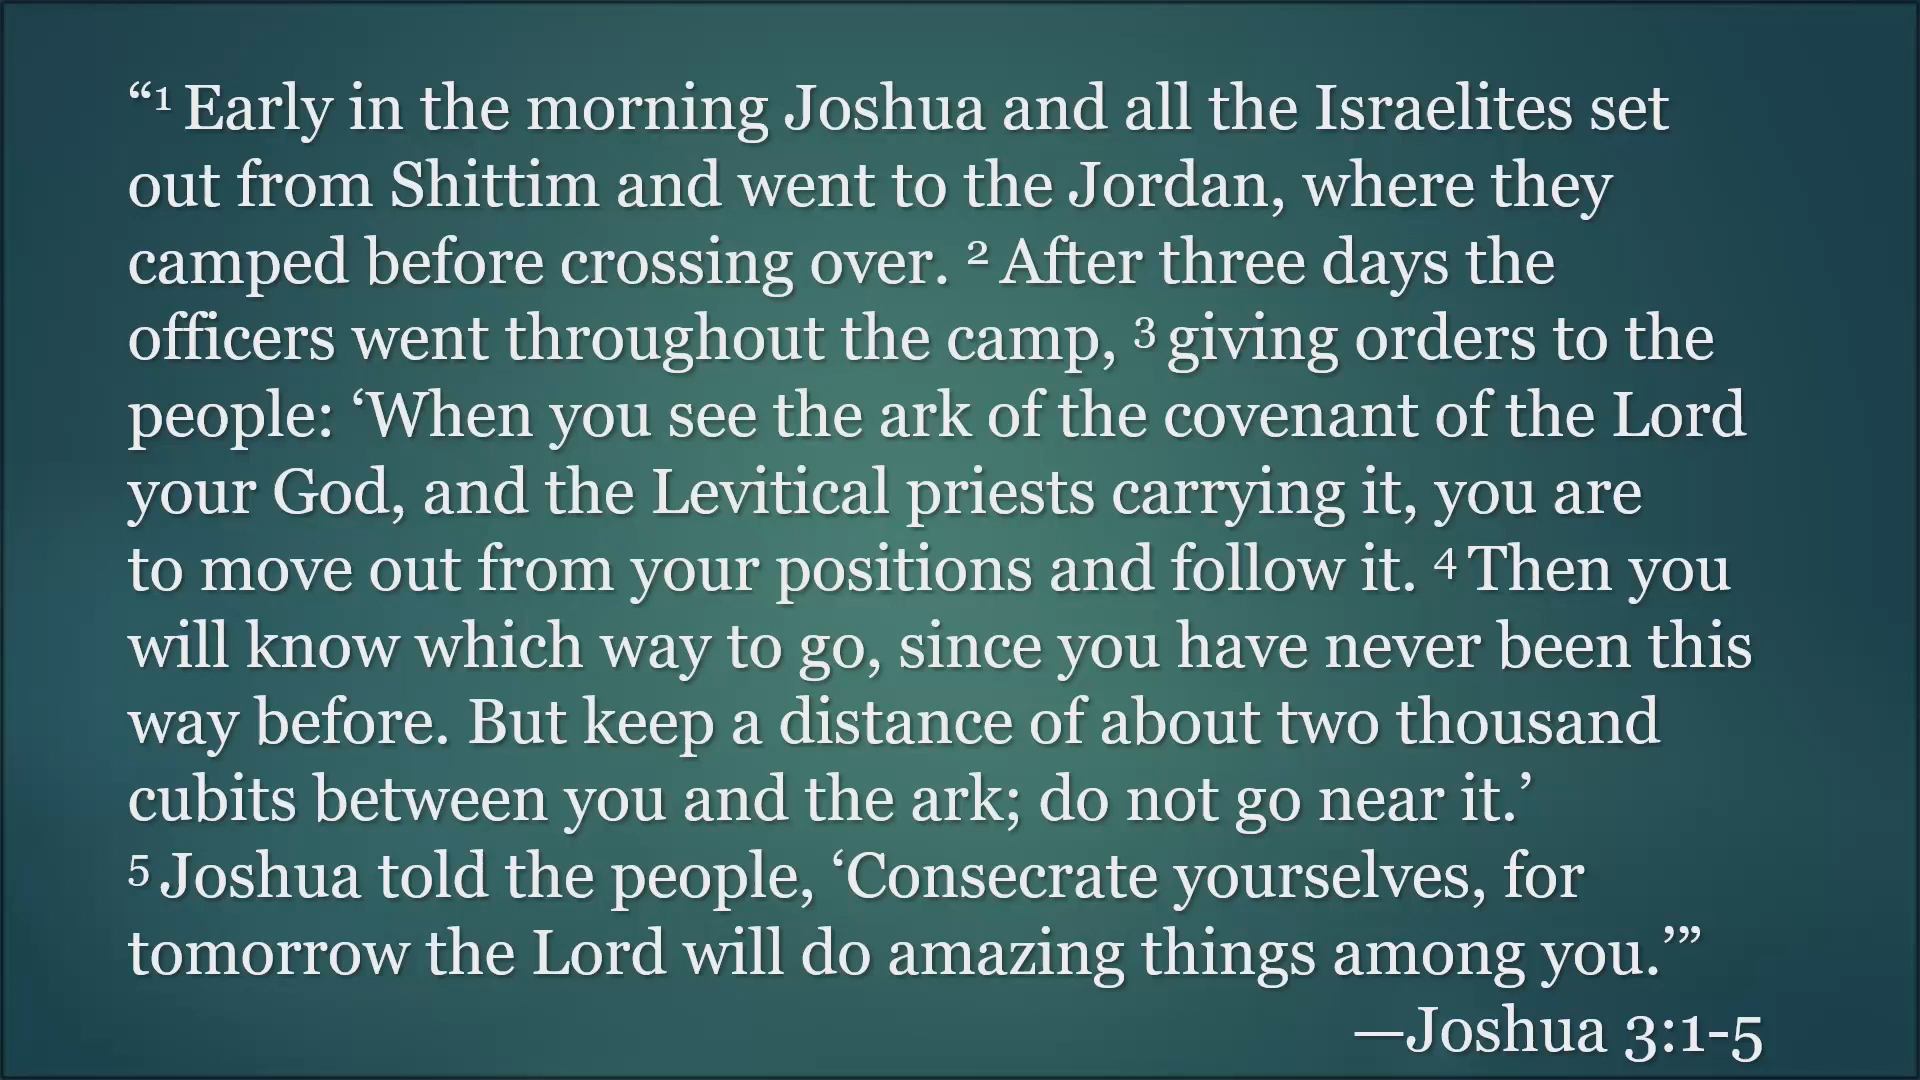 “¹ Early in the morning Joshua and all the Israelites set
out from Shittim and went to the Jordan, where they
camped before crossing over. ² After three days the
officers went throughout the camp, ³ giving orders to the
people: ‘When you see the ark of the covenant of the Lord
your God, and the Levitical priests carrying it, you are
to move out from your positions and follow it. ⁴ Then you
will know which way to go, since you have never been this
way before. But keep a distance of about two thousand
cubits between you and the ark; do not go near it.’
⁵ Joshua told the people, ‘Consecrate yourselves, for
tomorrow the Lord will do amazing things among you.’”
—Joshua 3:1-5